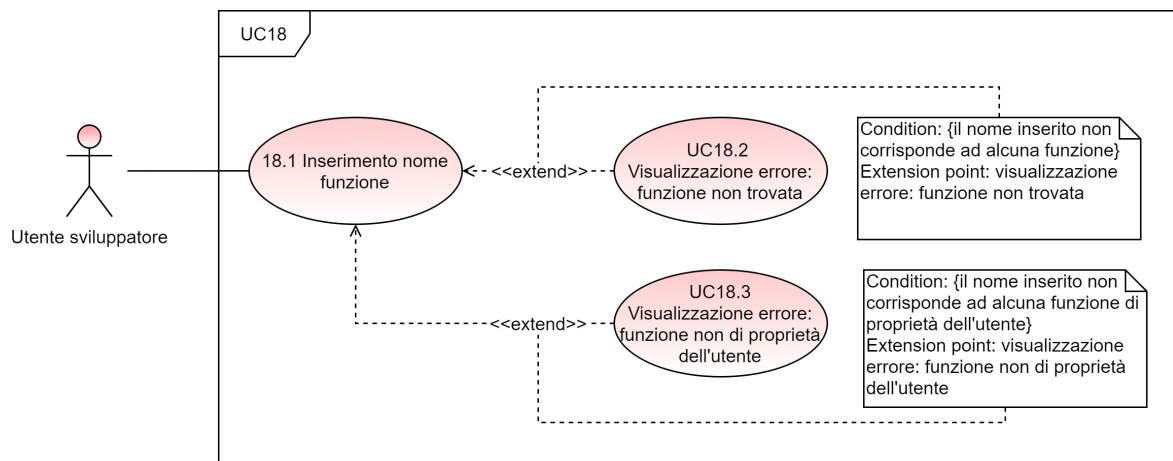 UC18
Utente sviluppatore
18.1 Inserimento nome
funzione
<<extend>>
UC18.2
Visualizzazione errore:
funzione non trovata
Condition: {il nome inserito non
corrisponde ad alcuna funzione}
Extension point: visualizzazione
errore: funzione non trovata
<<extend>>
UC18.3
Visualizzazione errore:
funzione non di proprietà
dell'utente
Condition: {il nome inserito non
corrisponde ad alcuna funzione di
proprietà dell'utente}
Extension point: visualizzazione
errore: funzione non di proprietà
dell'utente